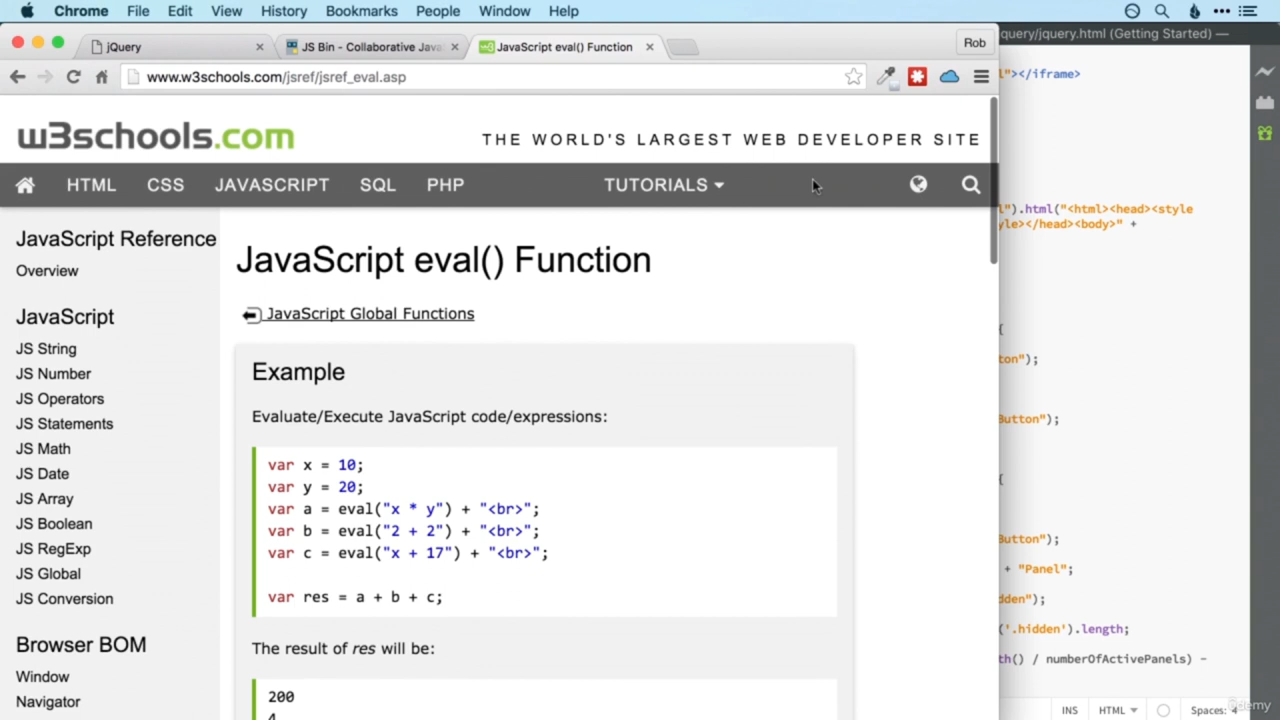 Chrome File Edit View History Bookmarks People Window Help
query/jquery.html (Getting Started) —
jQuery
JS Bin - Collaborative Java
JavaScript eval() Function
Rob
www.w3schools.com/jsref/jsref_eval.asp
w3schools.com
THE WORLD'S LARGEST WEB DEVELOPER SITE
HTML CSS JAVASCRIPT SQL PHP TUTORIALS
JavaScript Reference
Overview
JavaScript
JS String
JS Number
JS Operators
JS Statements
JS Math
JS Date
JS Array
JS Boolean
JS RegExp
JS Global
JS Conversion
Browser BOM
Window
Navigator
JavaScript eval() Function
JavaScript Global Functions
Example
Evaluate/Execute JavaScript code/expressions:
var x = 10;
var y = 20;
var a = eval("x * y") + "<br>";
var b = eval("2 + 2") + "<br>";
var c = eval("x + 17") + "<br>";
var res = a + b + c;
The result of res will be:
200
4
"></iframe>
").html("<html><head><style
yle></head><body>" +
{
ton");
Button");
{
Button");
+ "Panel";
dden");
('.hidden').length;
th() / numberOfActivePanels) -
INS HTML Spaces: 4
ûdemy